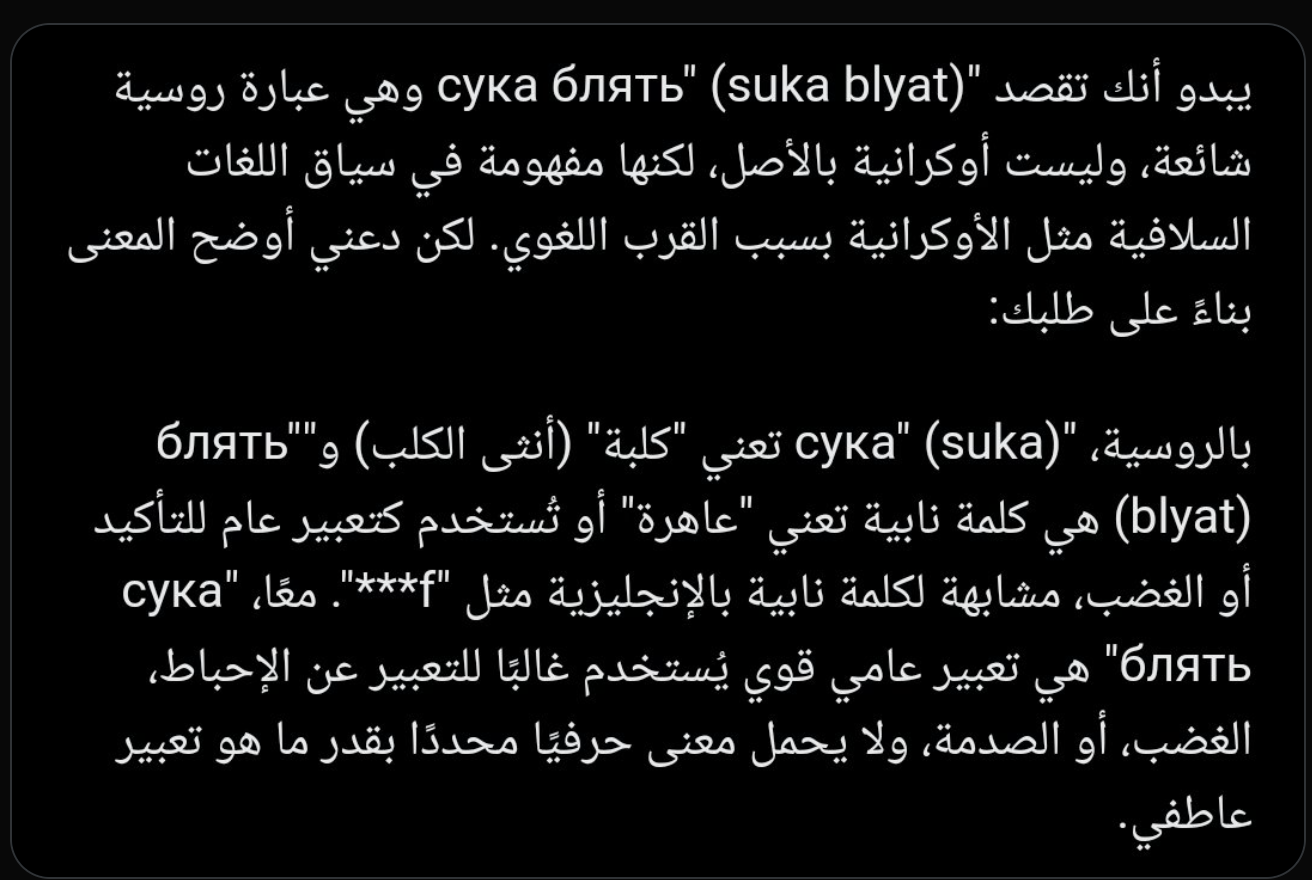 يبدو أنك تقصد "сука блять" (suka blyat)" وهي عبارة روسية
شائعة، وليست أوكرانية بالأصل، لكنها مفهومة في سياق اللغات
السلافية مثل الأوكرانية بسبب القرب اللغوي. لكن دعني أوضح المعنى
بناءً على طلبك:
بالروسية، "сука" (suka)" تعني "كلبة" (أنثى الكلب) و""блять
(blyat) هي كلمة نابية تعني "عاهرة" أو تُستخدم كتعبير عام للتأكيد
أو الغضب، مشابهة لكلمة نابية بالإنجليزية مثل "f***". معًا، "сука
блять" هي تعبير عامي قوي يُستخدم غالبًا للتعبير عن الإحباط،
الغضب، أو الصدمة، ولا يحمل معنى حرفيًا محددًا بقدر ما هو تعبير
عاطفي.